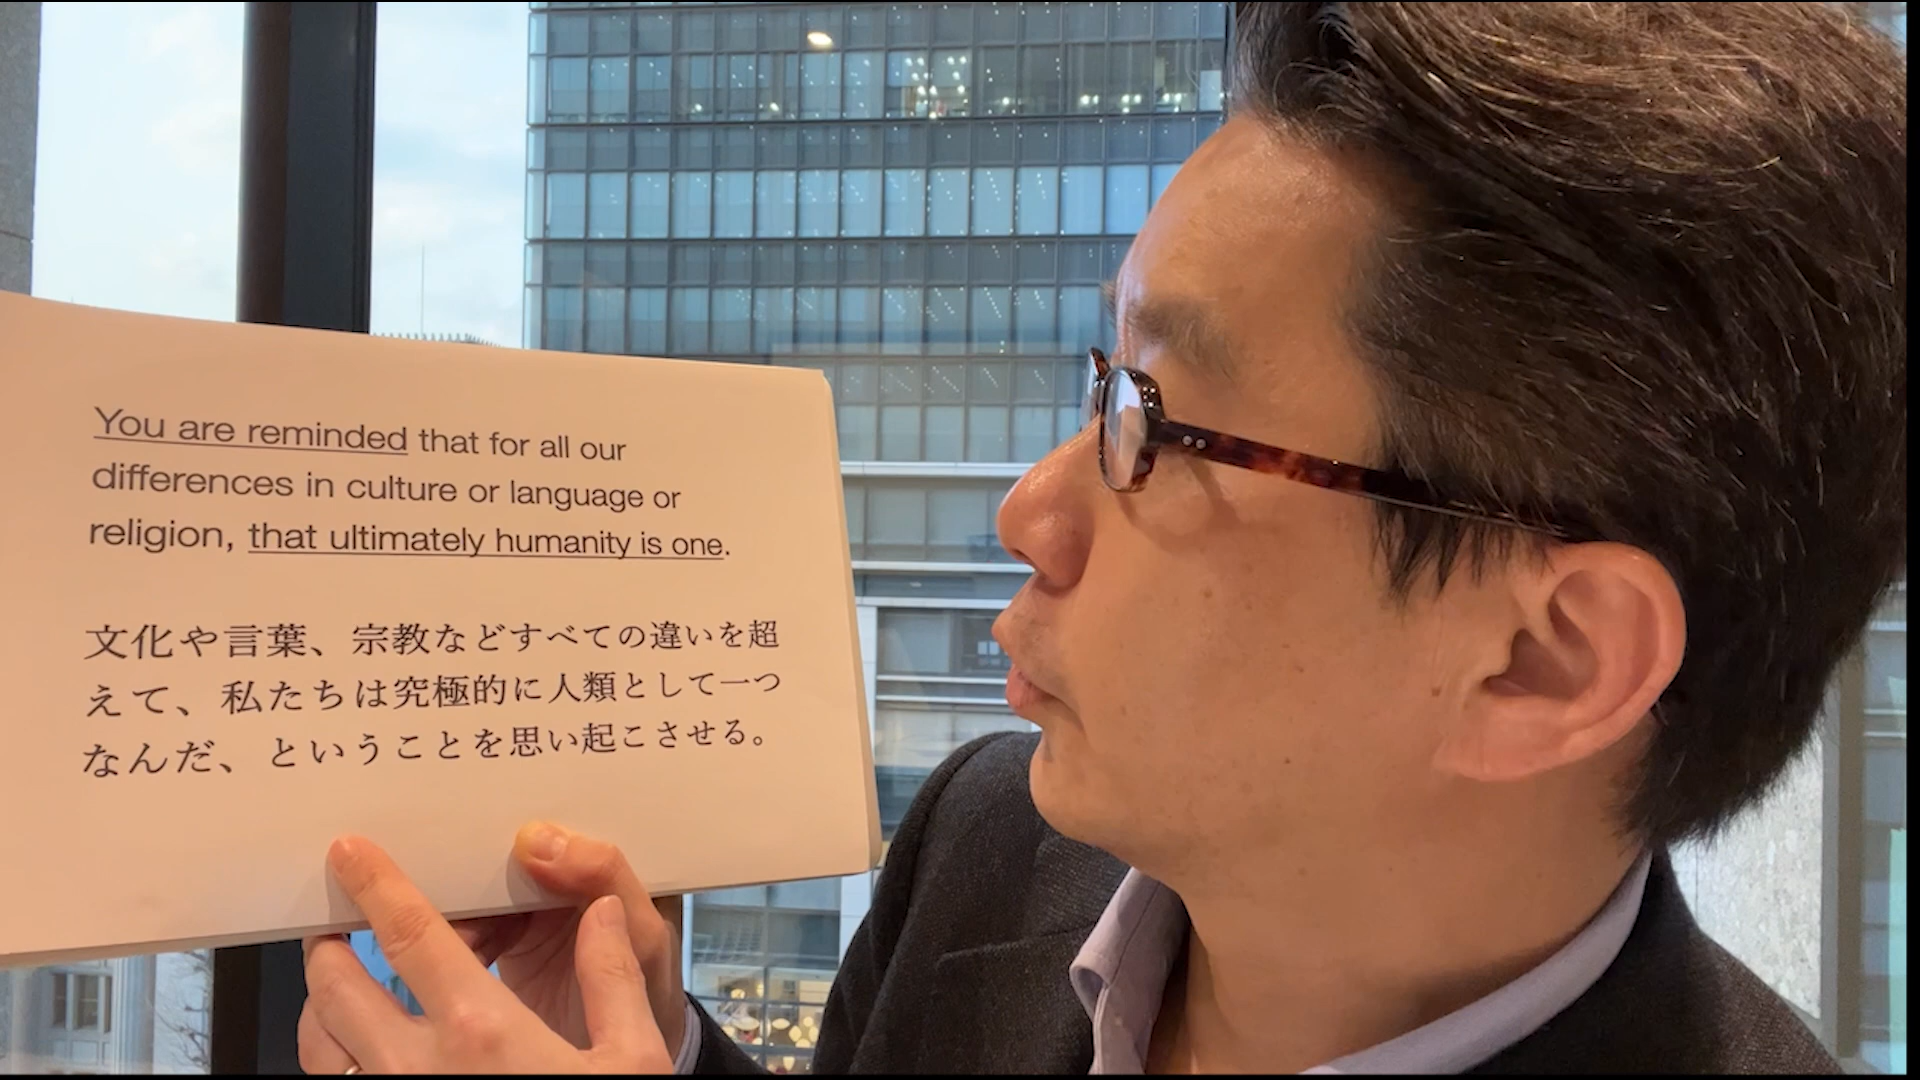 You are reminded that for all our
differences in culture or language or
religion, that ultimately humanity is one.
文化や言葉、宗教などすべての違いを超
えて、私たちは究極的に人類として一つ
なんだ、ということを思い起こさせる。